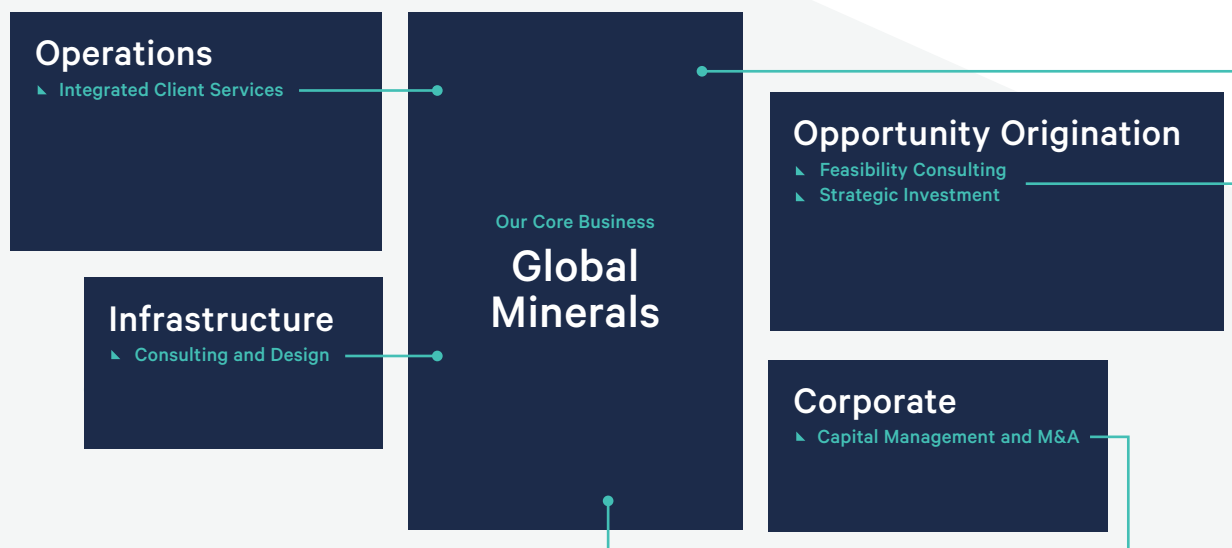 Operations
Integrated Client Services
Infrastructure
Consulting and Design
Our Core Business
Global
Minerals
Opportunity Origination
Feasibility Consulting
Strategic Investment
Corporate
Capital Management and M&A